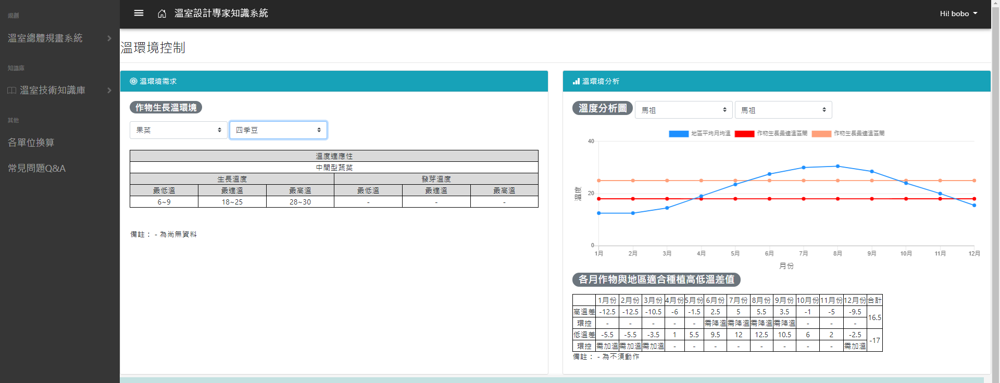 規劃
溫室總體規畫系統
知識庫
溫室技術知識庫
其他
各單位換算
常見問題Q&A
溫室設計專家知識系統
Hi! bobo
溫環境控制
溫環境需求
作物生長溫環境
果菜 四季豆
溫度適應性
中間型蔬菜
生長溫度 發芽溫度
最低溫 最適溫 最高溫 最低溫 最適溫 最高溫
6~9 18~25 28~30 - - -
備註： - 為尚無資料
溫環境分析
溫度分析圖 馬祖 馬祖
地區平均月均溫 作物生長最適溫區間 作物生長最適溫區間
40
20
0
溫度
1月 2月 3月 4月 5月 6月 7月 8月 9月 10月 11月 12月
月份
各月作物與地區適合種植高低溫差值
1月份 2月份 3月份 4月份 5月份 6月份 7月份 8月份 9月份 10月份 11月份 12月份 合計
高溫差 -12.5 -12.5 -10.5 -6 -1.5 2.5 5 5.5 3.5 -1 -5 -9.5 16.5
環控 - - - - - 需降溫 需降溫 需降溫 需降溫 - - -
低溫差 -5.5 -5.5 -3.5 1 5.5 9.5 12 12.5 10.5 6 2 -2.5 -17
環控 需加溫 需加溫 需加溫 - - - - - - - - 需加溫
備註： - 為不須動作